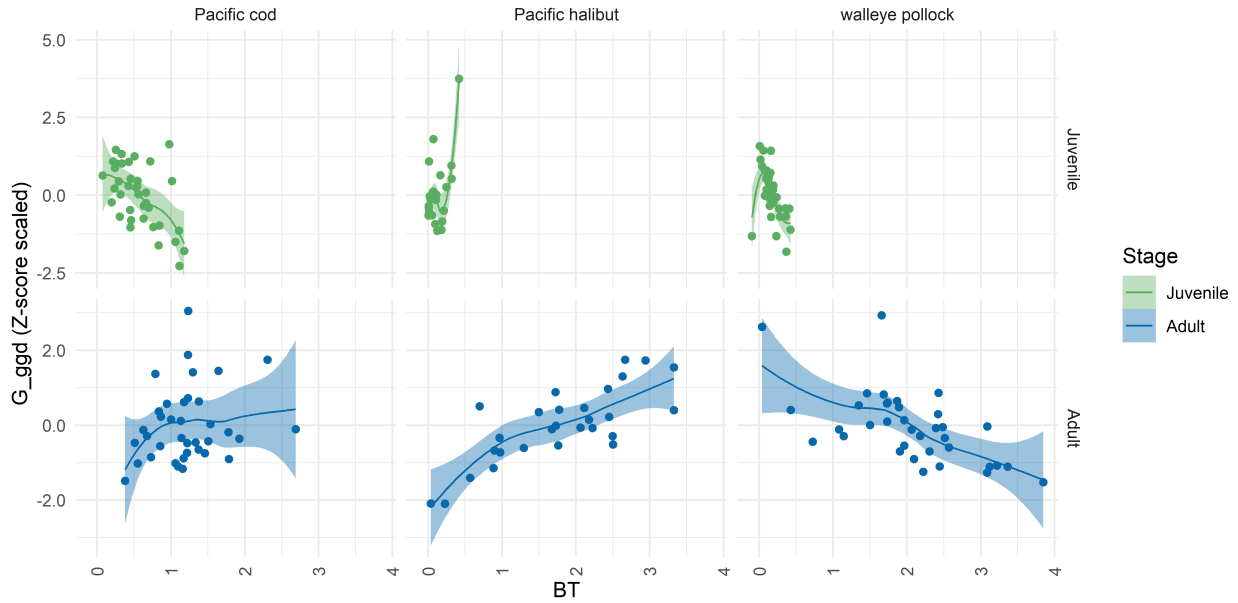 Pacific cod
Pacific halibut
walleye pollock
5.0
2.5
0.0
-2.5
Juvenile
2.0
0.0
-2.0
Adult
G_ggd (Z-score scaled)
0 1 2 3 4
0 1 2 3 4
0 1 2 3 4
BT
Stage
Juvenile
Adult